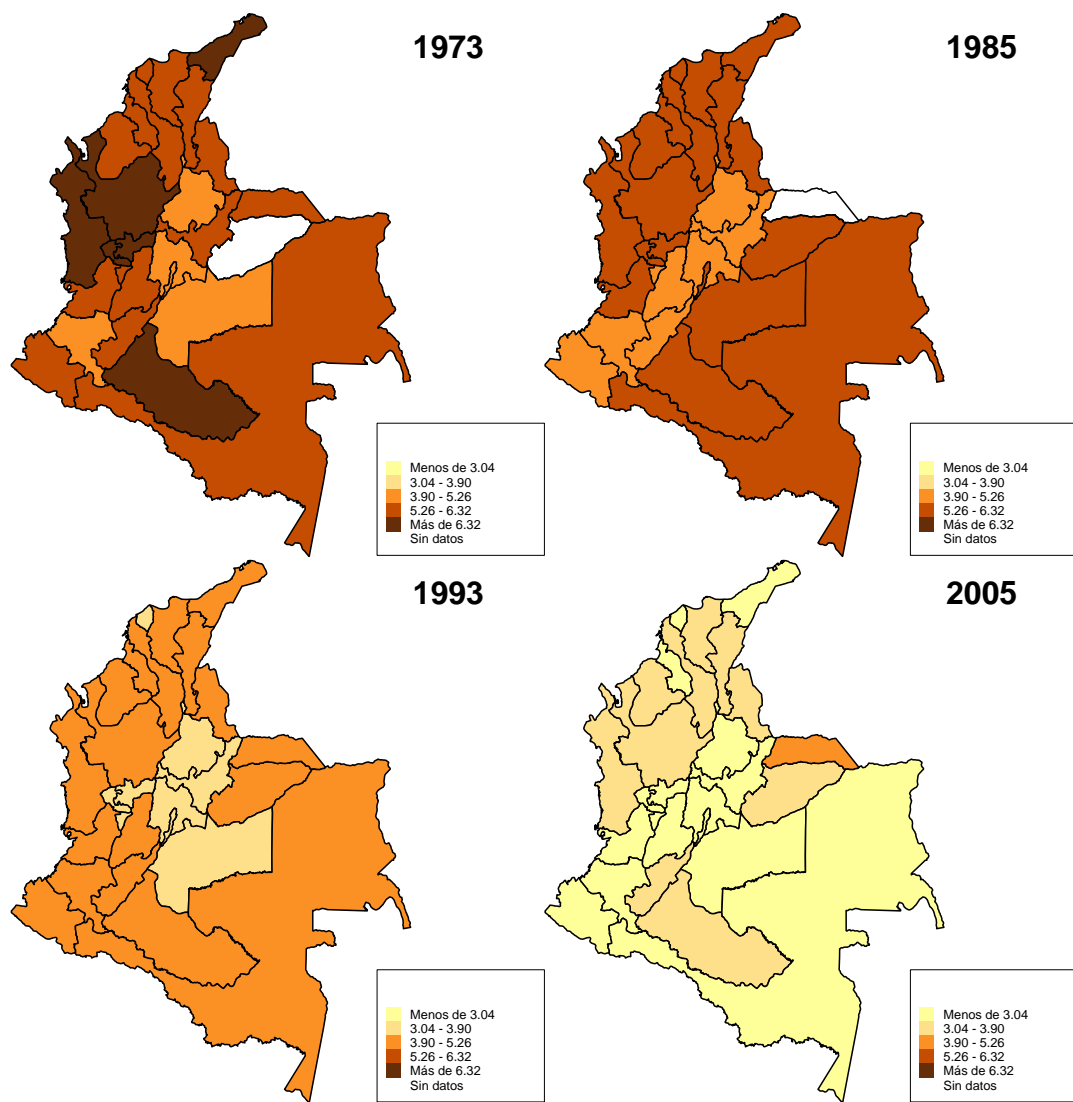 1973
Menos de 3.04
3.04 - 3.90
3.90 - 5.26
5.26 - 6.32
Más de 6.32
Sin datos
1985
Menos de 3.04
3.04 - 3.90
3.90 - 5.26
5.26 - 6.32
Más de 6.32
Sin datos
1993
Menos de 3.04
3.04 - 3.90
3.90 - 5.26
5.26 - 6.32
Más de 6.32
Sin datos
2005
Menos de 3.04
3.04 - 3.90
3.90 - 5.26
5.26 - 6.32
Más de 6.32
Sin datos